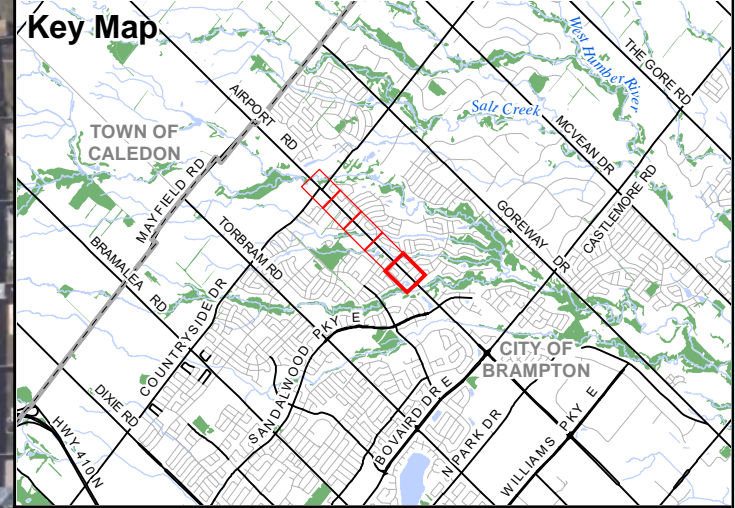 Key Map
AIRPORT RD
TOWN OF
CALEDON
MAYFIELD RD
BRAMALEA RD
TORBRAM RD
COUNTRYSIDE DR
SANDALWOOD PKY E
DIXIE RD
HWY 410 N
West Humber River
THE GORE RD
Salt Creek
MCVEAN DR
CASTLEMORE RD
GOREWAY DR
CITY OF
BRAMPTON
BOVAIRD DR E
N PARK DR
WILLIAMS PKY E